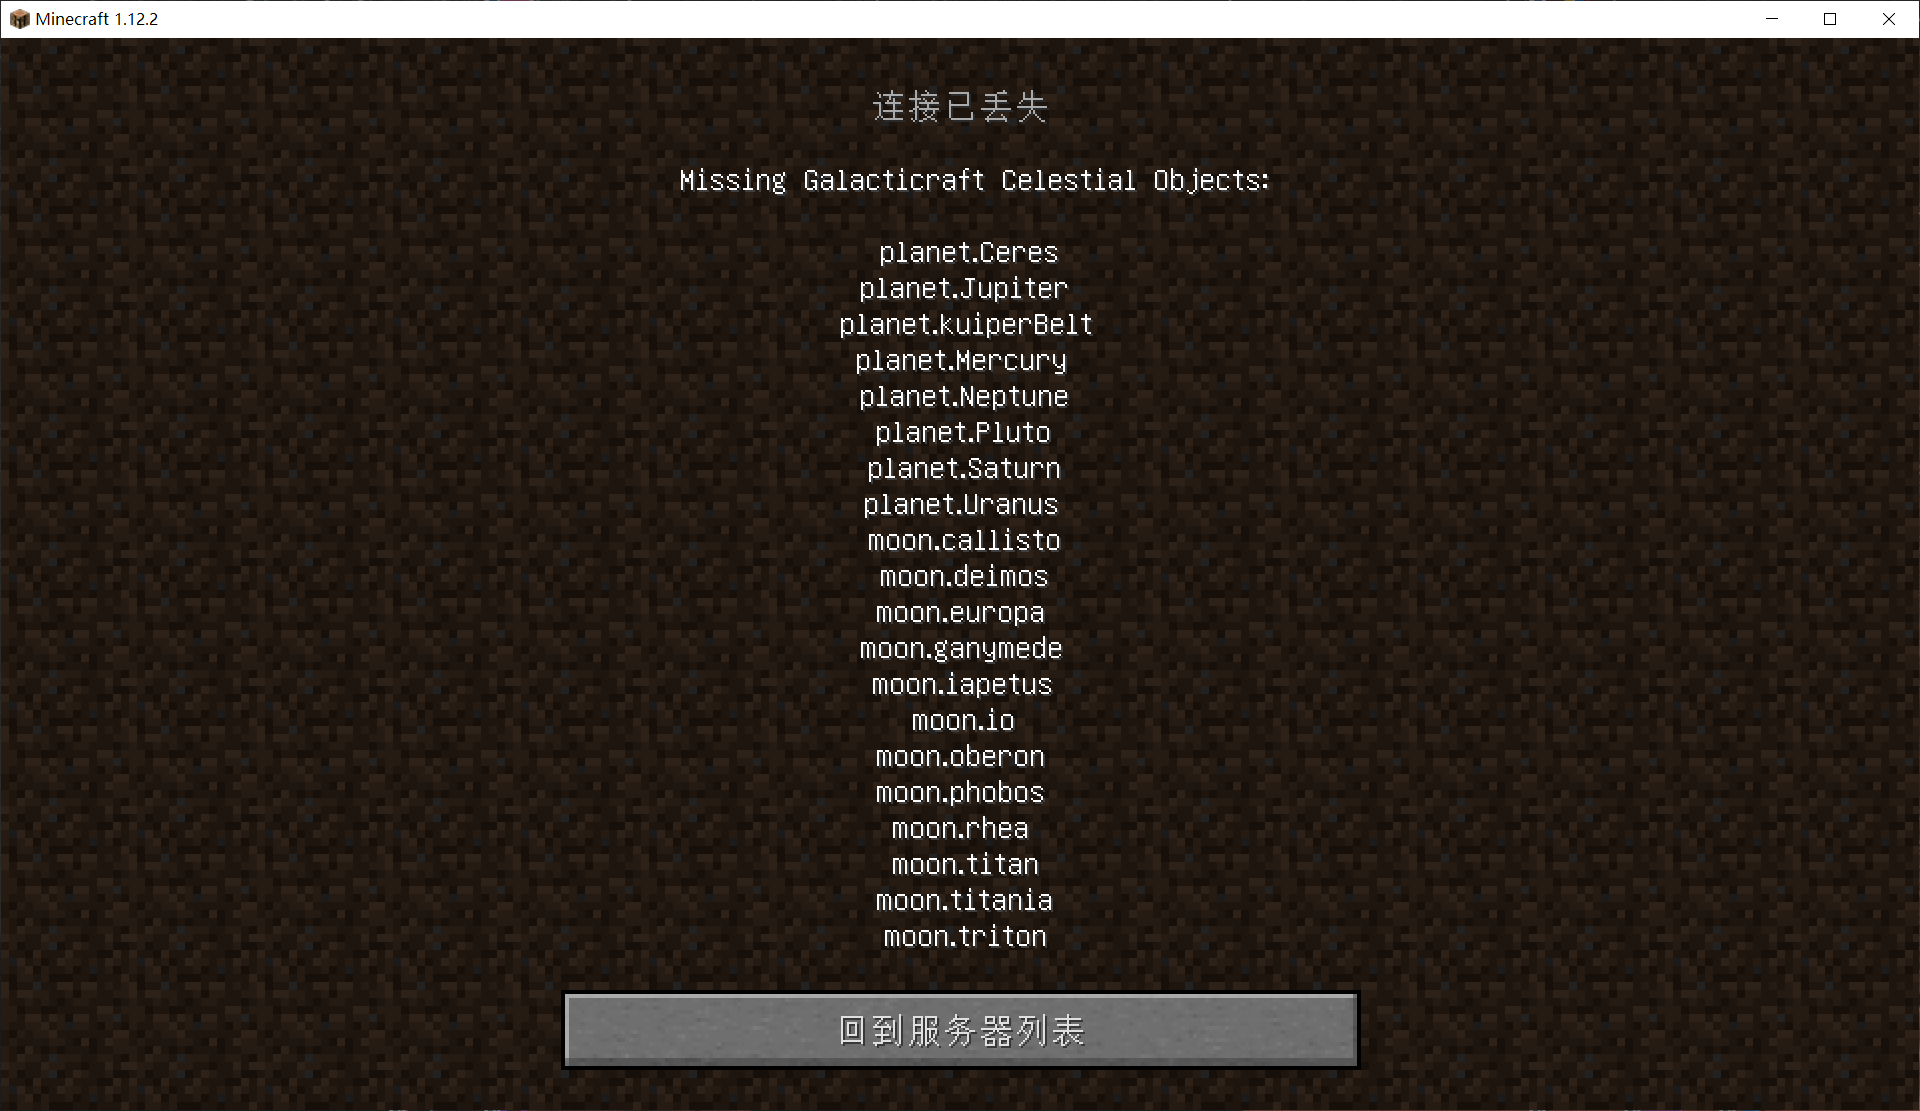 Minecraft 1.12.2
连接已丢失
Missing Galacticraft Celestial Objects:
planet.Ceres
planet.Jupiter
planet.kuiperBelt
planet.Mercury
planet.Neptune
planet.Pluto
planet.Saturn
planet.Uranus
moon.callisto
moon.deimos
moon.europa
moon.ganymede
moon.iapetus
moon.io
moon.oberon
moon.phobos
moon.rhea
moon.titan
moon.titania
moon.triton
回到服务器列表